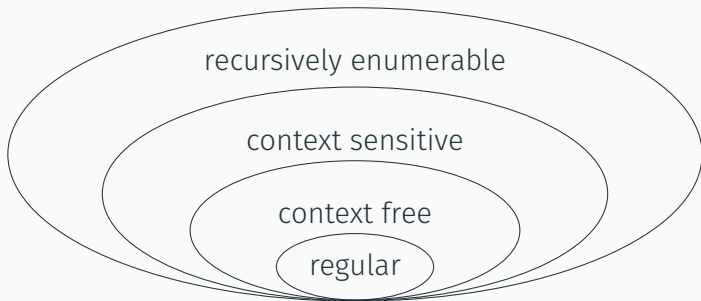 recursively enumerable
context sensitive
context free
regular